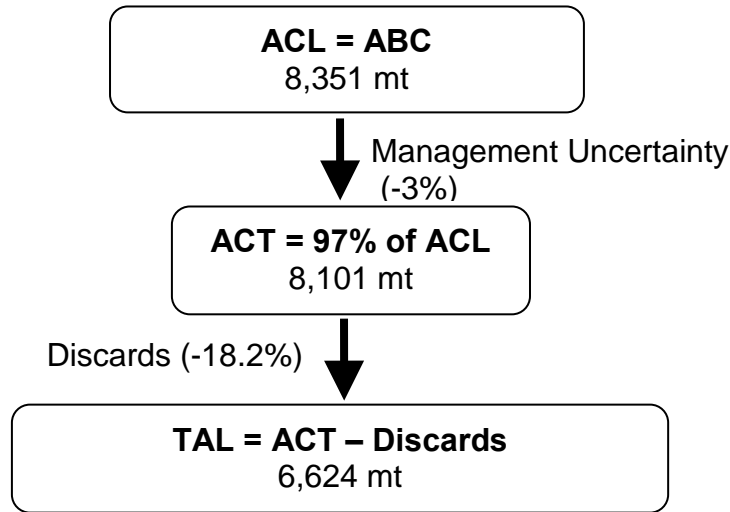 ACL = ABC
8,351 mt
Management Uncertainty
(-3%)
ACT = 97% of ACL
8,101 mt
Discards (-18.2%)
TAL = ACT – Discards
6,624 mt